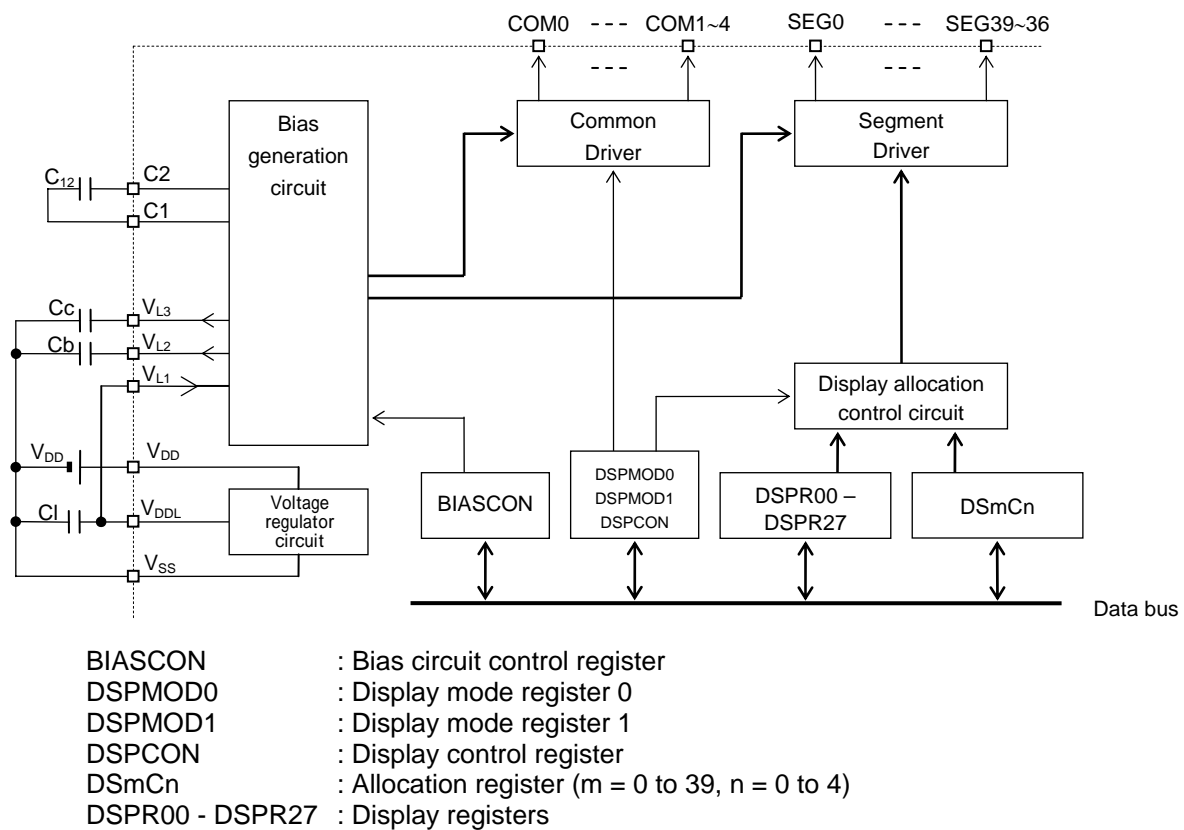 COM0 --- COM1~4 SEG0 --- SEG39~36
--- ---
Bias
generation
circuit
Common
Driver
Segment
Driver
C12
C2
C1
Cc
VL3
Cb
VL2
VL1
Display allocation
control circuit
VDD
VDD
Cl
VDDL
VSS
Voltage
regulator
circuit
BIASCON
DSPMOD0
DSPMOD1
DSPCON
DSPR00 –
DSPR27
DSmCn
Data bus
BIASCON : Bias circuit control register
DSPMOD0 : Display mode register 0
DSPMOD1 : Display mode register 1
DSPCON : Display control register
DSmCn : Allocation register (m = 0 to 39, n = 0 to 4)
DSPR00 - DSPR27 : Display registers